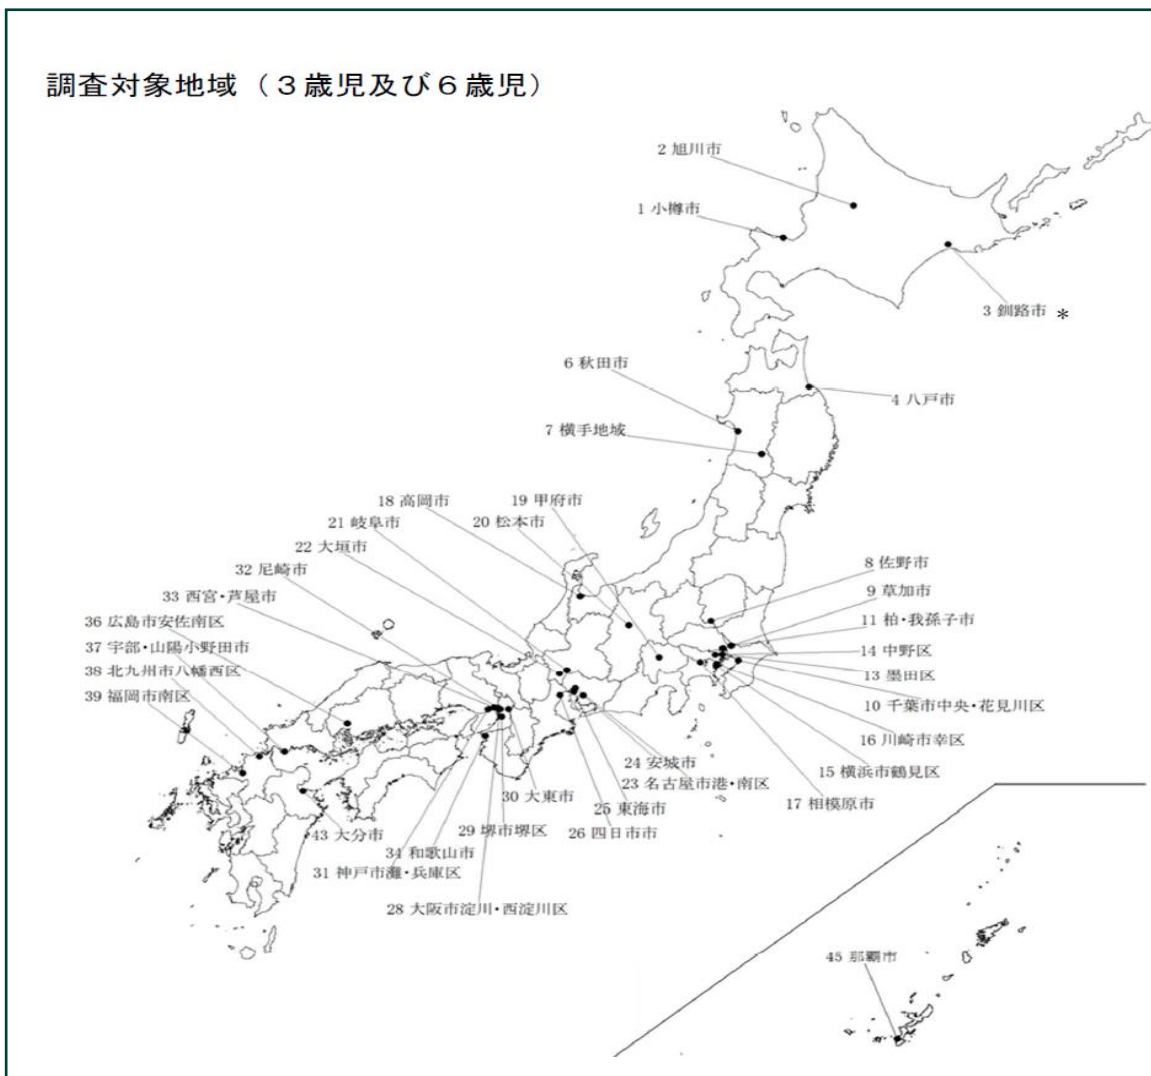 調査対象地域（３歳児及び６歳児）
2 旭川市
1 小樽市
3 釧路市 *
6 秋田市
4 八戸市
7 横手地域
18 高岡市
19 甲府市
20 松本市
21 岐阜市
22 大垣市
32 尼崎市
33 西宮・芦屋市
36 広島市安佐南区
37 宇部・山陽小野田市
38 北九州市八幡西区
39 福岡市南区
8 佐野市
9 草加市
11 柏・我孫子市
14 中野区
13 墨田区
10 千葉市中央・花見川区
16 川崎市幸区
15 横浜市鶴見区
17 相模原市
24 安城市
23 名古屋市港・南区
25 東海市
26 四日市市
30 大東市
29 堺市堺区
43 大分市
34 和歌山市
31 神戸市灘・兵庫区
28 大阪市淀川・西淀川区
45 那覇市